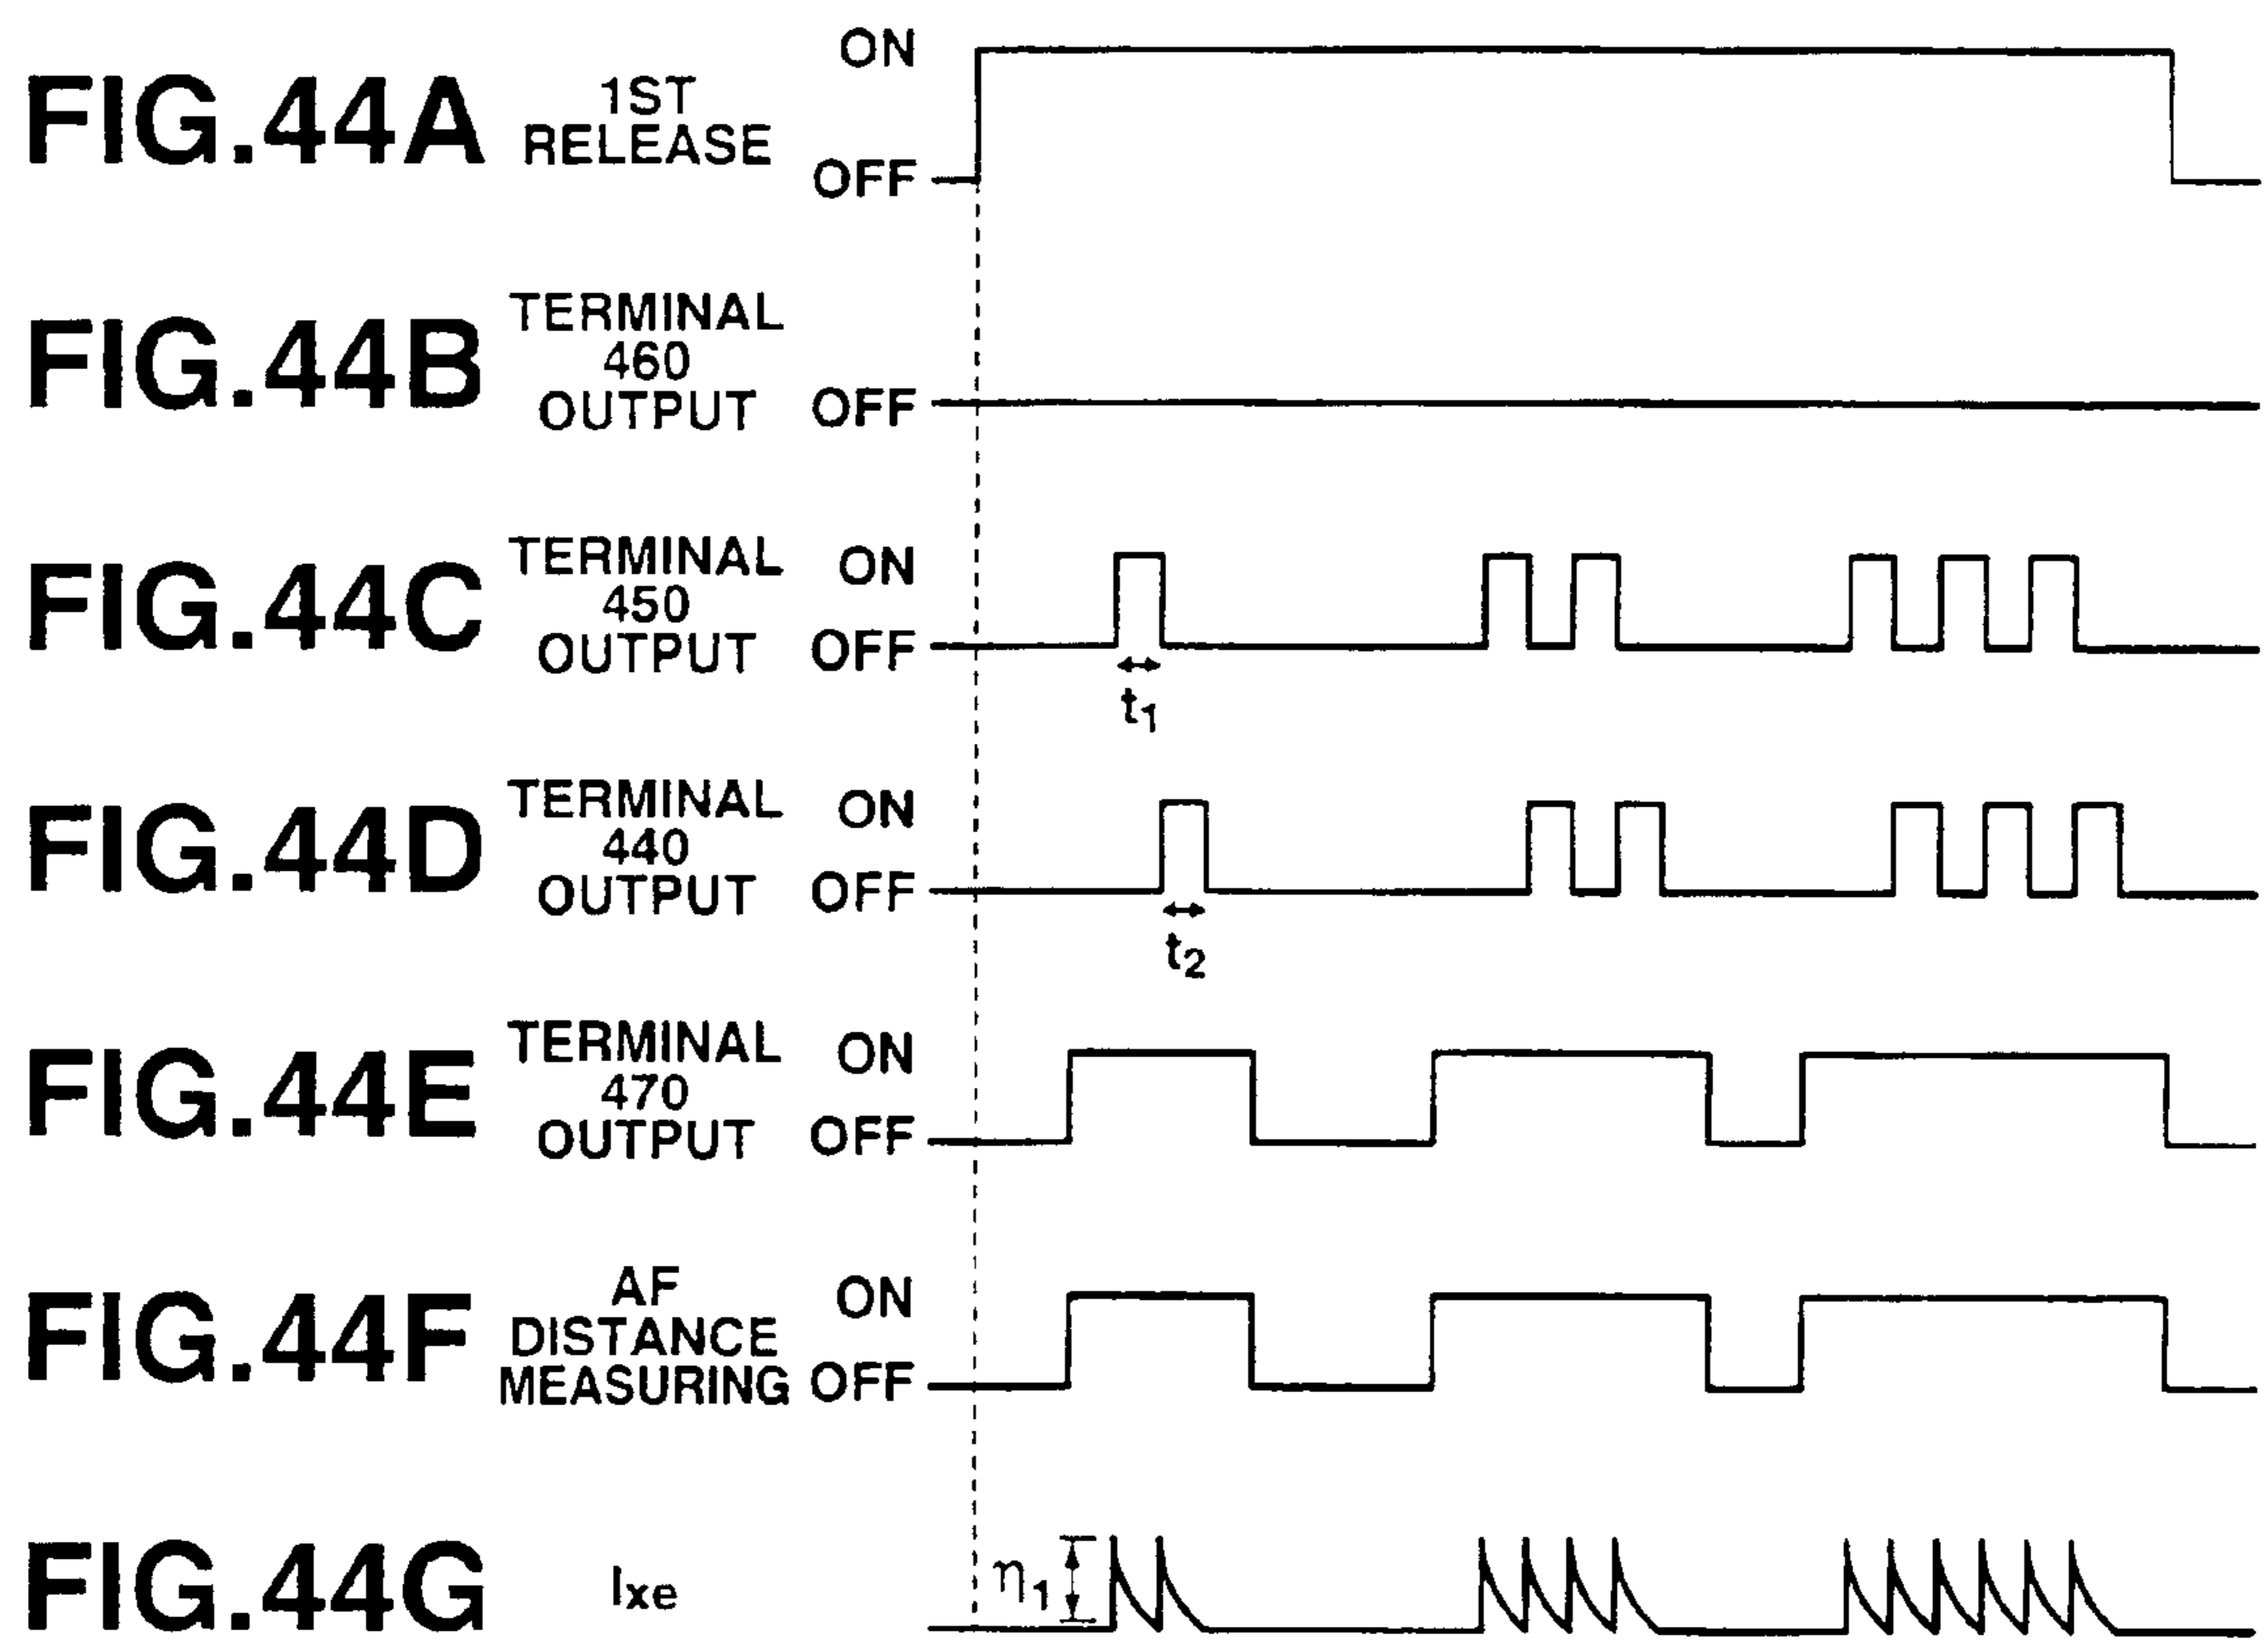 FIG.44A 1ST RELEASE ON OFF
FIG.44B TERMINAL 460 OUTPUT OFF
FIG.44C TERMINAL 450 OUTPUT ON OFF
t1
FIG.44D TERMINAL 440 OUTPUT ON OFF
t2
FIG.44E TERMINAL 470 OUTPUT ON OFF
FIG.44F AF DISTANCE MEASURING ON OFF
FIG.44G Ixe η1